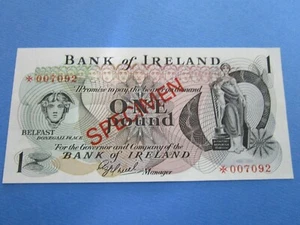 BANK OF IRELAND
1
*007092
I Promise to pay the bearer on demand
ONE
Pound
SPECIMEN
BELFAST
DONEGALL PLACE
For the Governor and Company of the
1
BANK OF IRELAND
*007092
Manager